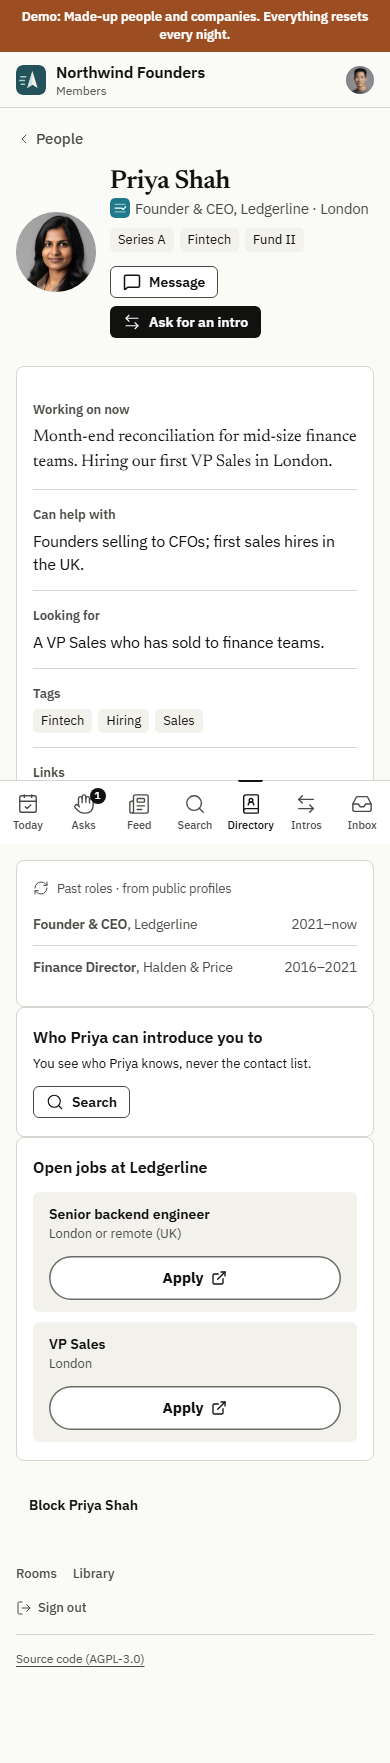 Demo: Made-up people and companies. Everything resets
every night.
Northwind Founders
Members
People
Priya Shah
Founder & CEO, Ledgerline · London
Series A Fintech Fund II
Message
Ask for an intro
Working on now
Month-end reconciliation for mid-size finance
teams. Hiring our first VP Sales in London.
Can help with
Founders selling to CFOs; first sales hires in
the UK.
Looking for
A VP Sales who has sold to finance teams.
Tags
Fintech Hiring Sales
Links
1
Today Asks Feed Search Directory Intros Inbox
Past roles · from public profiles
Founder & CEO, Ledgerline 2021–now
Finance Director, Halden & Price 2016–2021
Who Priya can introduce you to
You see who Priya knows, never the contact list.
Search
Open jobs at Ledgerline
Senior backend engineer
London or remote (UK)
Apply
VP Sales
London
Apply
Block Priya Shah
Rooms Library
Sign out
Source code (AGPL-3.0)